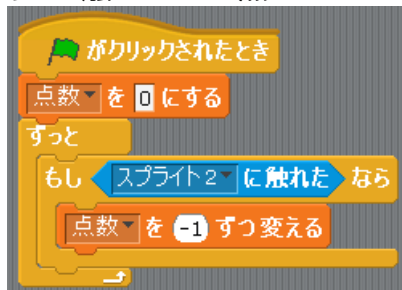 がクリックされたとき
点数 を 0 にする
ずっと
もし スプライト2 に触れた なら
点数 を -1 ずつ変える